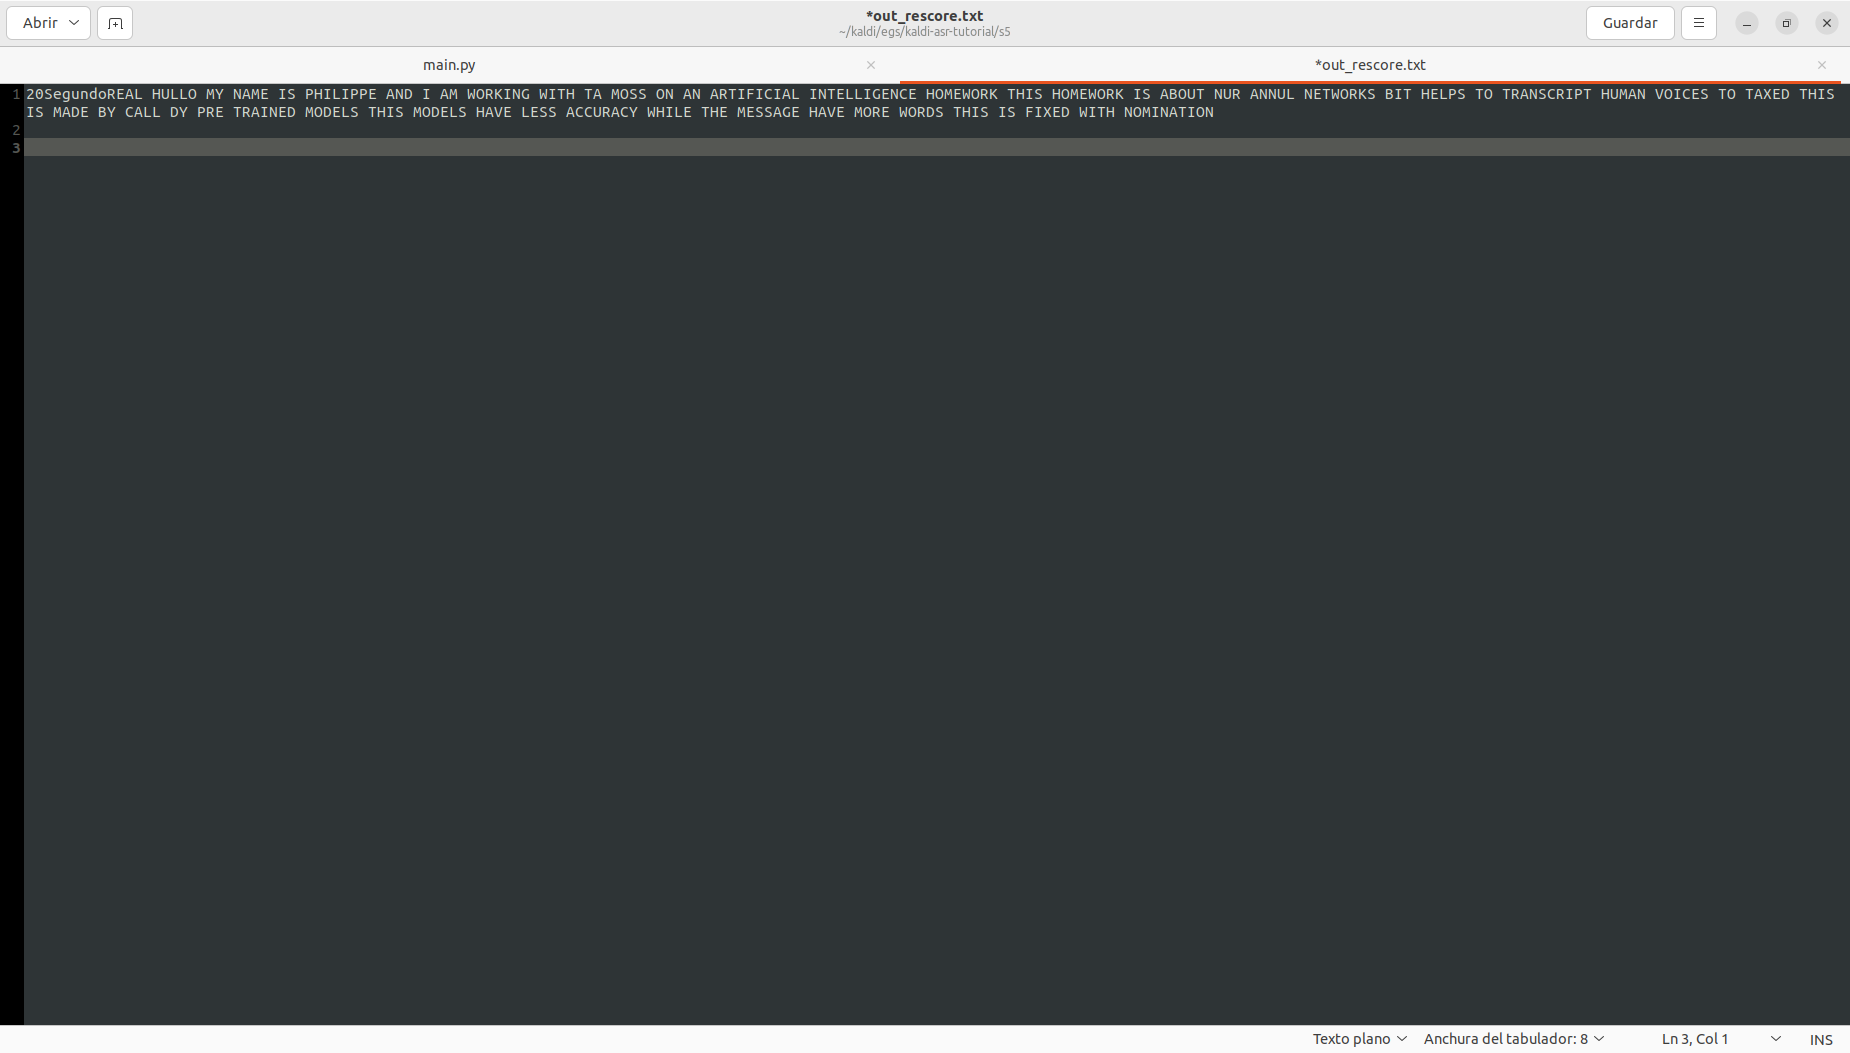 Abrir
*out_rescore.txt
~/kaldi/egs/kaldi-asr-tutorial/s5
Guardar
main.py
*out_rescore.txt
1 20SegundoREAL HULLO MY NAME IS PHILIPPE AND I AM WORKING WITH TA MOSS ON AN ARTIFICIAL INTELLIGENCE HOMEWORK THIS HOMEWORK IS ABOUT NUR ANNUL NETWORKS BIT HELPS TO TRANSCRIPT HUMAN VOICES TO TAXED THIS
IS MADE BY CALL DY PRE TRAINED MODELS THIS MODELS HAVE LESS ACCURACY WHILE THE MESSAGE HAVE MORE WORDS THIS IS FIXED WITH NOMINATION
2
3
Texto plano Anchura del tabulador: 8 Ln 3, Col 1 INS